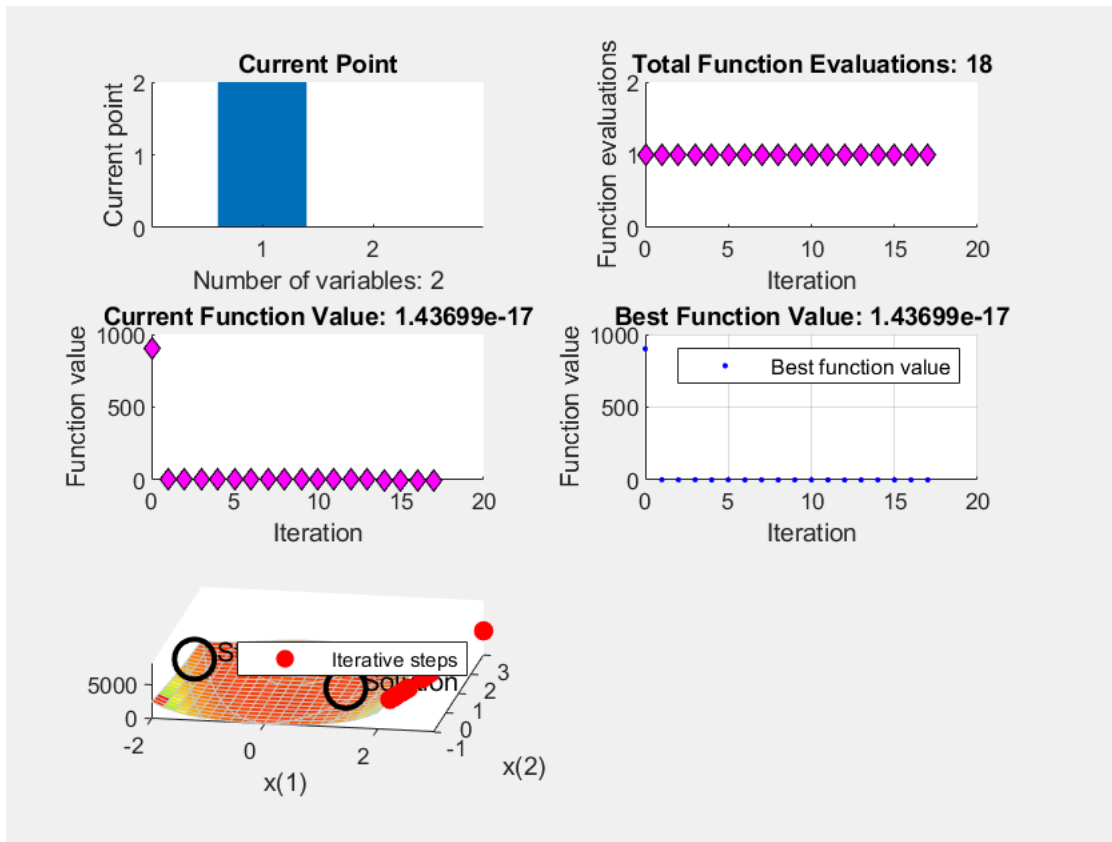 Current Point
Current point
2
1
0
1
2
Number of variables: 2
Total Function Evaluations: 18
Function evaluations
2
1
0
0
5
10
15
20
Iteration
Current Function Value: 1.43699e-17
Function value
1000
500
0
0
5
10
15
20
Iteration
Best Function Value: 1.43699e-17
Function value
1000
500
0
Best function value
0
5
10
15
20
Iteration
Iterative steps
Solution
5000
0
-2
0
2
x(1)
3
2
1
0
-1
x(2)